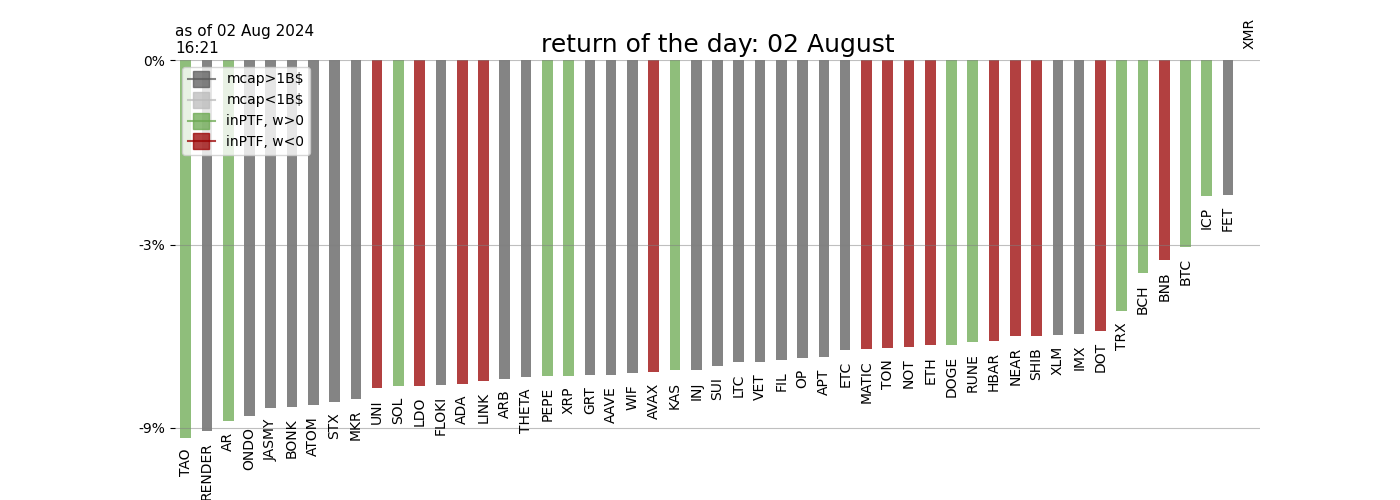 as of 02 Aug 2024
16:21
return of the day: 02 August
XMR
0%
mcap>1B$
mcap<1B$
inPTF, w>0
inPTF, w<0
-3%
-9%
TAO
RENDER
AR
ONDO
JASMY
BONK
ATOM
STX
MKR
UNI
SOL
LDO
FLOKI
ADA
LINK
ARB
THETA
PEPE
XRP
GRT
AAVE
WIF
AVAX
KAS
INJ
SUI
LTC
VET
FIL
OP
APT
ETC
MATIC
TON
NOT
ETH
DOGE
RUNE
HBAR
NEAR
SHIB
XLM
IMX
DOT
TRX
BCH
BNB
BTC
ICP
FET